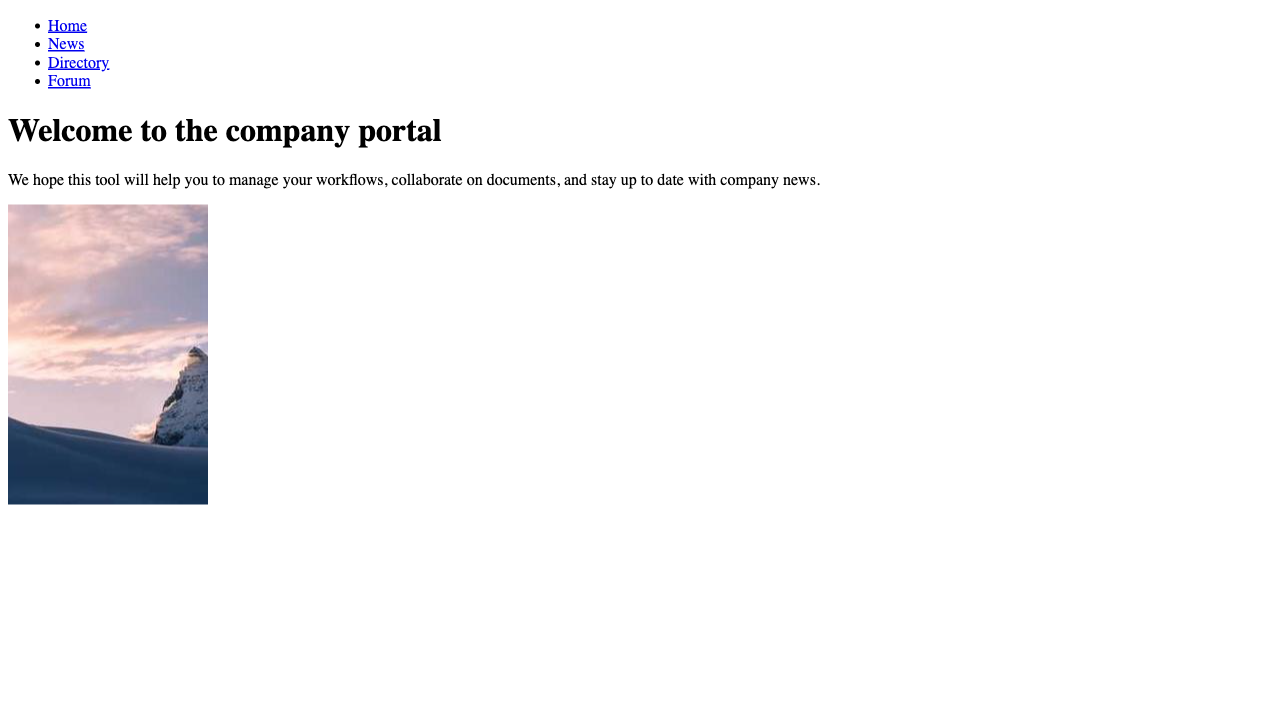 Home
News
Directory
Forum
Welcome to the company portal
We hope this tool will help you to manage your workflows, collaborate on documents, and stay up to date with company news.